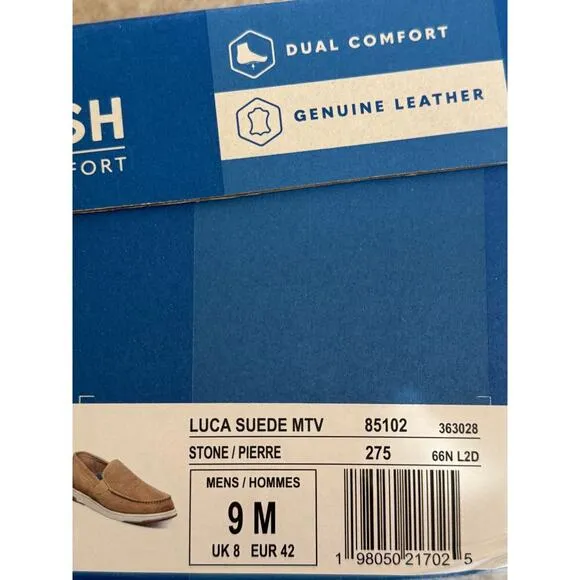 DUAL COMFORT
GENUINE LEATHER
SH
FORT
LUCA SUEDE MTV 85102 363028
STONE / PIERRE 275 66N L2D
MENS / HOMMES
9 M
UK 8 EUR 42
1 98050 21702 5